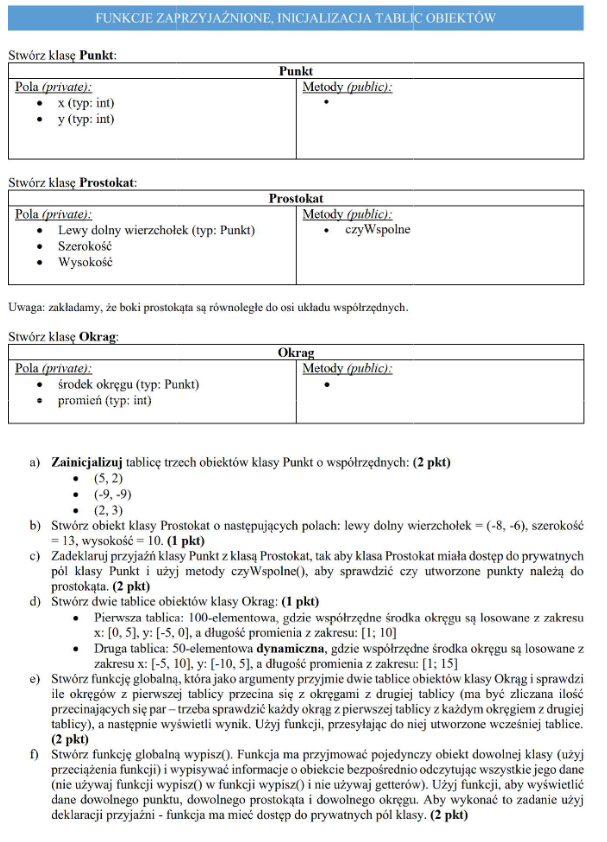 FUNKCJE ZAPRZYJAŹNIONE, INICJALIZACJA TABLIC OBIEKTÓW
Stwórz klasę Punkt:
Punkt
Pola (private):
• x (typ: int)
• y (typ: int)
Metody (public):
•
Stwórz klasę Prostokat:
Prostokat
Pola (private):
• Lewy dolny wierzchołek (typ: Punkt)
• Szerokość
• Wysokość
Metody (public):
• czyWspolne
Uwaga: zakładamy, że boki prostokąta są równoległe do osi układu współrzędnych.
Stwórz klasę Okrag:
Okrag
Pola (private):
• środek okręgu (typ: Punkt)
• promień (typ: int)
Metody (public):
•
a) Zainicjalizuj tablicę trzech obiektów klasy Punkt o współrzędnych: (2 pkt)
• (5, 2)
• (-9, -9)
• (2, 3)
b) Stwórz obiekt klasy Prostokat o następujących polach: lewy dolny wierzchołek = (-8, -6), szerokość
= 13, wysokość = 10. (1 pkt)
c) Zadeklaruj przyjaźń klasy Punkt z klasą Prostokat, tak aby klasa Prostokat miała dostęp do prywatnych
pól klasy Punkt i użyj metody czyWspolne(), aby sprawdzić czy utworzone punkty należą do
prostokąta. (2 pkt)
d) Stwórz dwie tablice obiektów klasy Okrag: (1 pkt)
• Pierwsza tablica: 100-elementowa, gdzie współrzędne środka okręgu są losowane z zakresu
x: [0, 5], y: [-5, 0], a długość promienia z zakresu: [1; 10]
• Druga tablica: 50-elementowa dynamiczna, gdzie współrzędne środka okręgu są losowane z
zakresu x: [-5, 10], y: [-10, 5], a długość promienia z zakresu: [1; 15]
e) Stwórz funkcję globalną, która jako argumenty przyjmie dwie tablice obiektów klasy Okrąg i sprawdzi
ile okręgów z pierwszej tablicy przecina się z okręgami z drugiej tablicy (ma być zliczana ilość
przecinających się par – trzeba sprawdzić każdy okrąg z pierwszej tablicy z każdym okręgiem z drugiej
tablicy), a następnie wyświetli wynik. Użyj funkcji, przesyłając do niej utworzone wcześniej tablice.
(2 pkt)
f) Stwórz funkcję globalną wypisz(). Funkcja ma przyjmować pojedynczy obiekt dowolnej klasy (użyj
przeciążenia funkcji) i wypisywać informacje o obiekcie bezpośrednio odczytując wszystkie jego dane
(nie używaj funkcji wypisz() w funkcji wypisz() i nie używaj getterów). Użyj funkcji, aby wyświetlić
dane dowolnego punktu, dowolnego prostokąta i dowolnego okręgu. Aby wykonać to zadanie użyj
deklaracji przyjaźni - funkcja ma mieć dostęp do prywatnych pól klasy. (2 pkt)